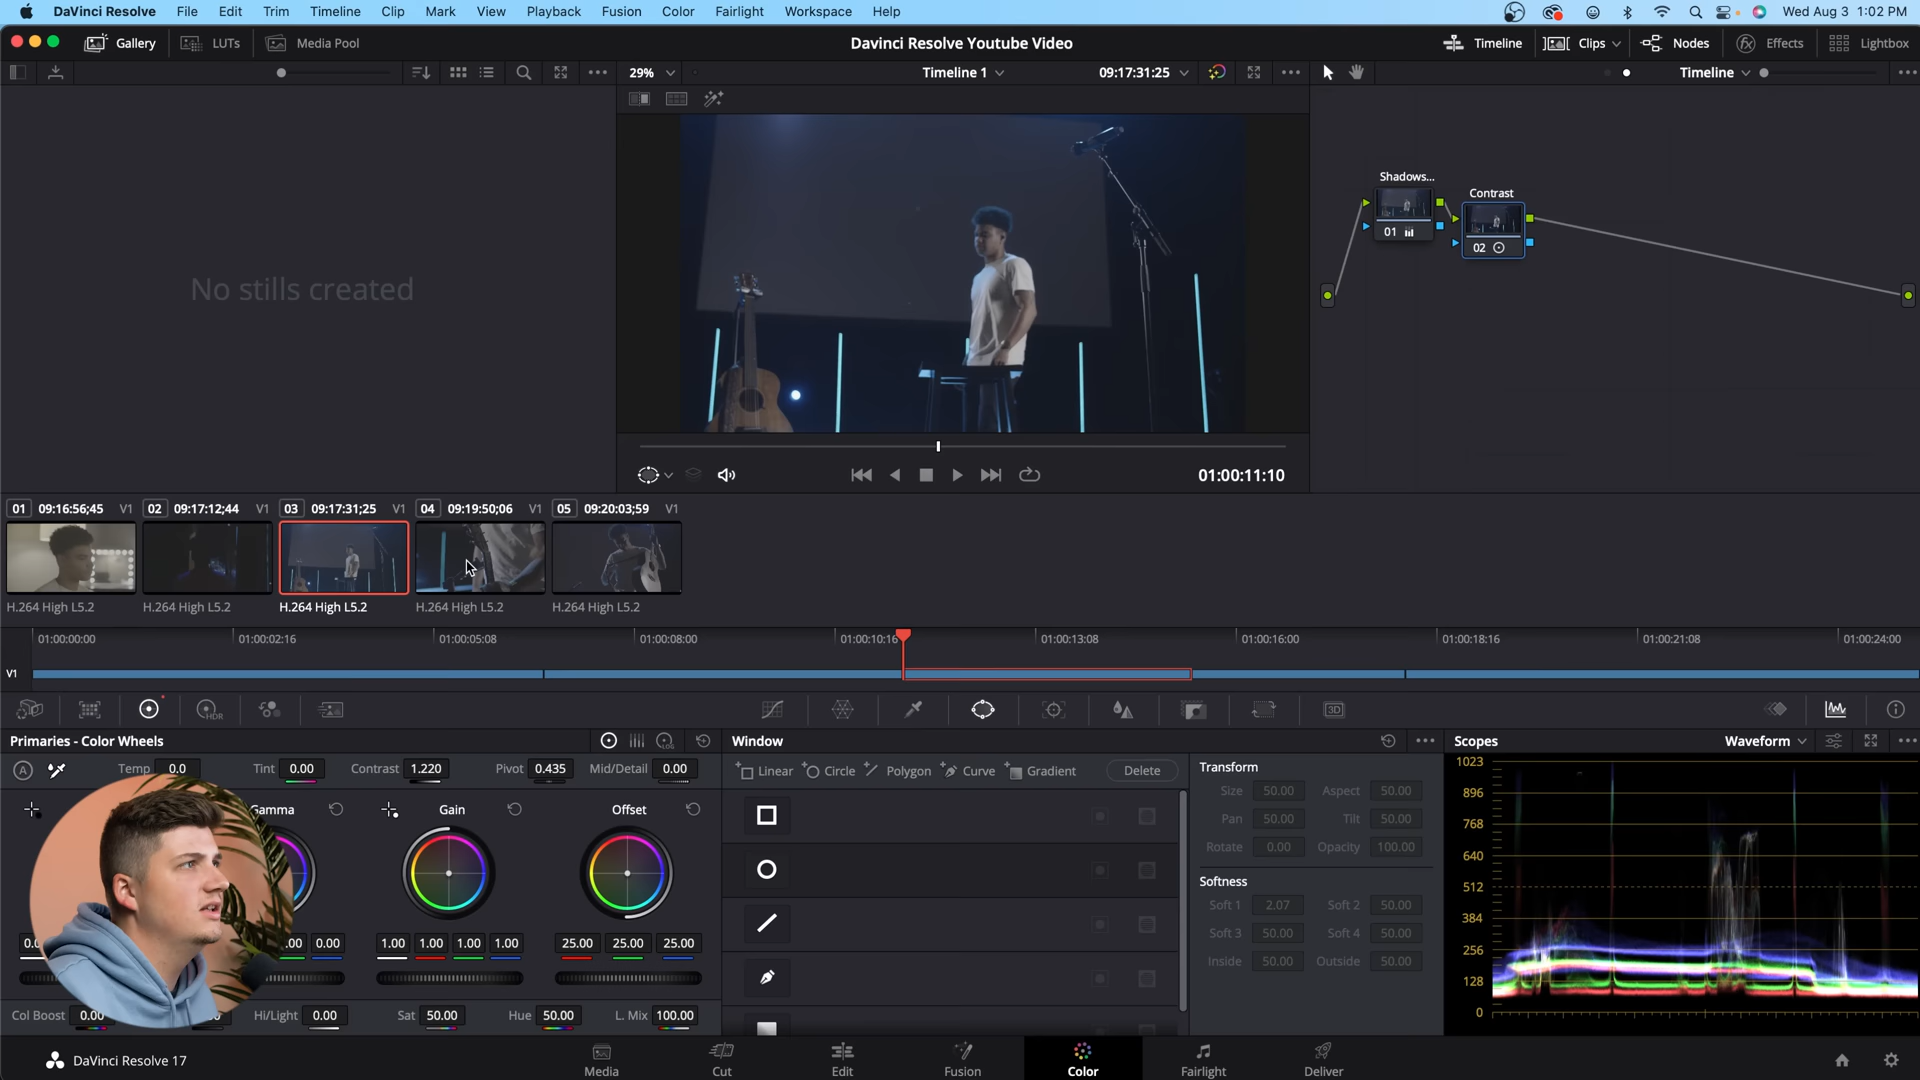 DaVinci Resolve File Edit Trim Timeline Clip Mark View Playback Fusion Color Fairlight Workspace Help Wed Aug 3 1:02 PM
Gallery LUTs Media Pool Davinci Resolve Youtube Video Timeline Clips Nodes Effects Lightbox
29% Timeline 1 09:17:31:25 Timeline
No stills created
Shadows...
01
Contrast
02
01:00:11:10
01 09:16:56;45 V1 02 09:17:12;44 V1 03 09:17:31;25 V1 04 09:19:50;06 V1 05 09:20:03;59 V1
H.264 High L5.2 H.264 High L5.2 H.264 High L5.2 H.264 High L5.2 H.264 High L5.2
01:00:00:00 01:00:02:16 01:00:05:08 01:00:08:00 01:00:10:16 01:00:13:08 01:00:16:00 01:00:18:16 01:00:21:08 01:00:24:00
V1
HDR 3D
Primaries - Color Wheels LOG Window Scopes Waveform
A Temp 0.0 Tint 0.00 Contrast 1.220 Pivot 0.435 Mid/Detail 0.00
Linear Circle Polygon Curve Gradient Delete
Gamma Gain Offset
.00 0.00 1.00 1.00 1.00 1.00 25.00 25.00 25.00
Col Boost 0.00 Hi/Light 0.00 Sat 50.00 Hue 50.00 L. Mix 100.00
Transform
Size 50.00 Aspect 50.00
Pan 50.00 Tilt 50.00
Rotate 0.00 Opacity 100.00
Softness
Soft 1 2.07 Soft 2 50.00
Soft 3 50.00 Soft 4 50.00
Inside 50.00 Outside 50.00
1023
896
768
640
512
384
256
128
0
DaVinci Resolve 17 Media Cut Edit Fusion Color Fairlight Deliver